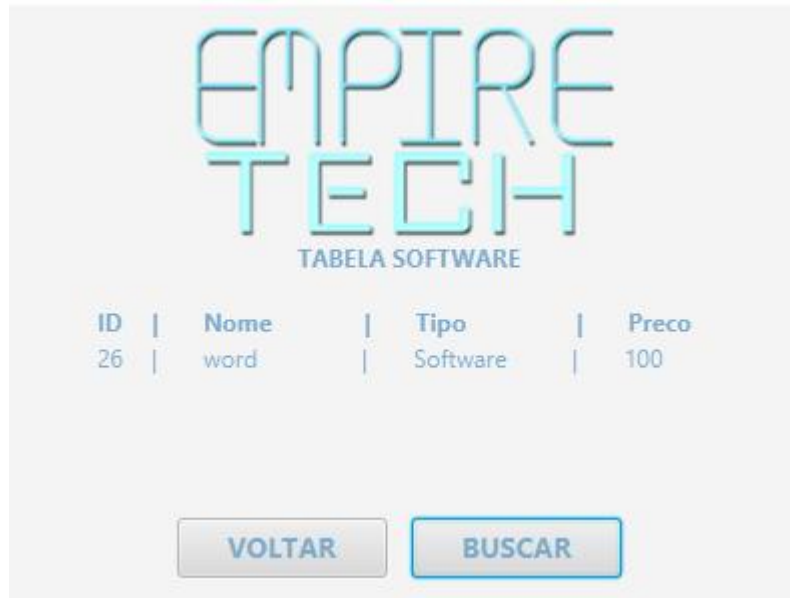 EMPIRE
TECH
TABELA SOFTWARE
ID | Nome | Tipo | Preco
26 | word | Software | 100
VOLTAR BUSCAR